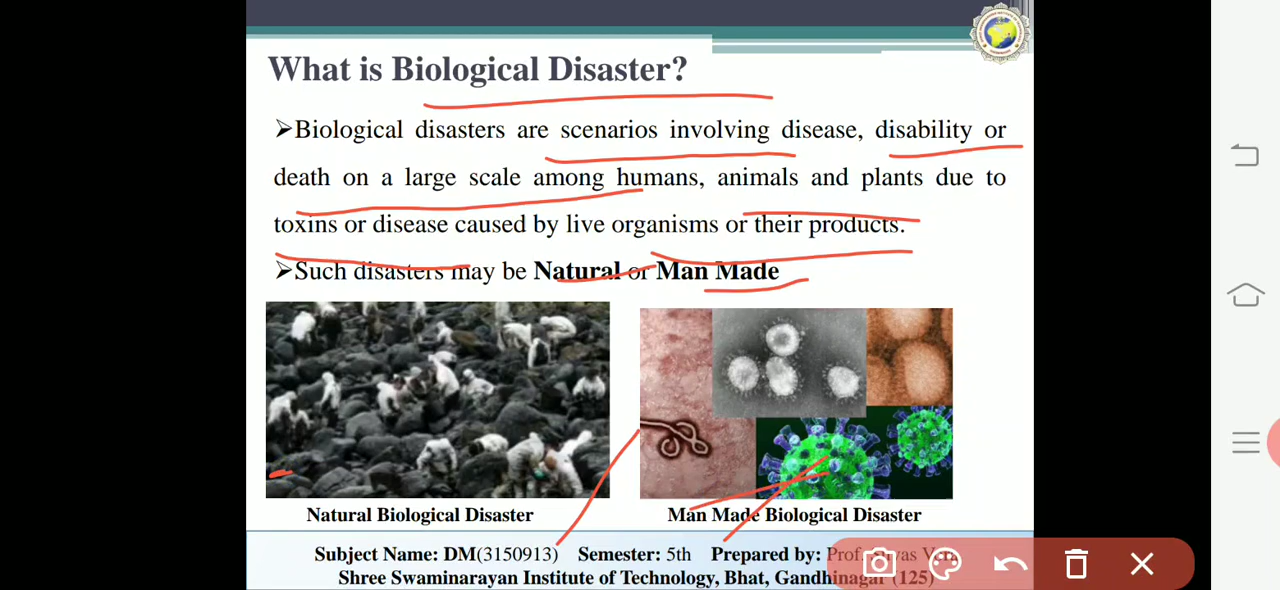 What is Biological Disaster?
➢Biological disasters are scenarios involving disease, disability or
death on a large scale among humans, animals and plants due to
toxins or disease caused by live organisms or their products.
➢Such disasters may be Natural or Man Made
Natural Biological Disaster
Man Made Biological Disaster
Subject Name: DM(3150913) Semester: 5th Prepared by: Prof.
Shree Swaminarayan Institute of Technology, Bhat, Gandhinagar (125)